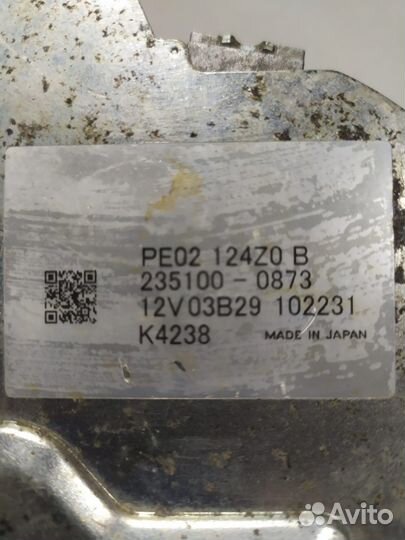 PE02 124Z0 B
235100-0873
12V03B29 102231
K4238 MADE IN JAPAN
Avito